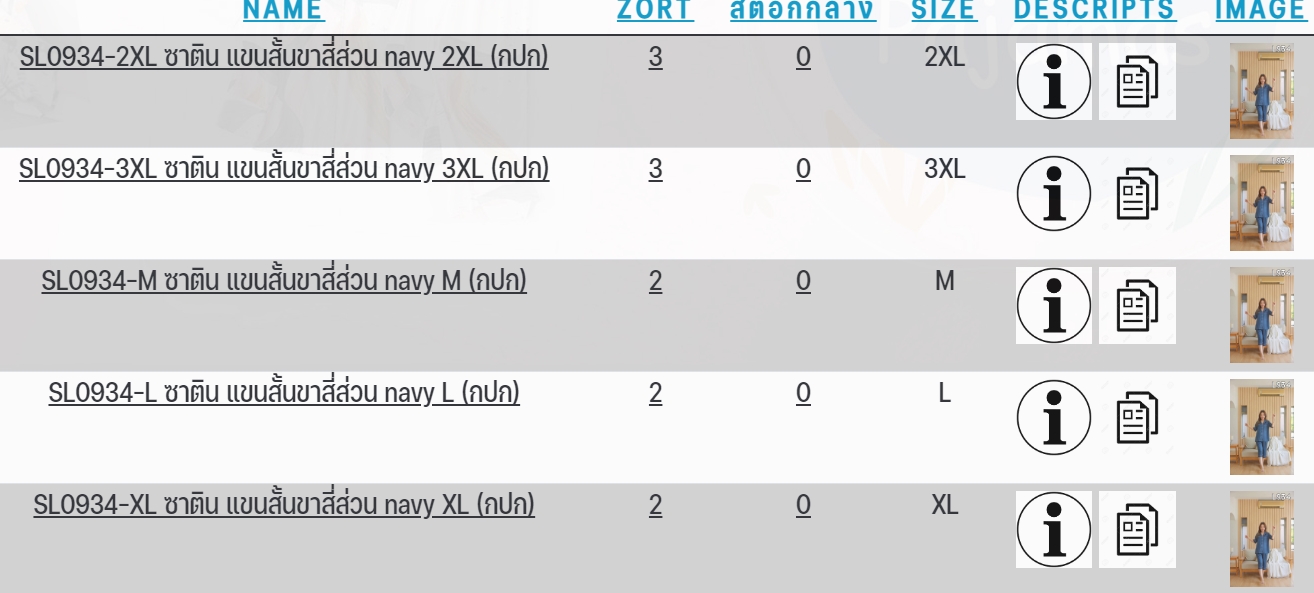 NAME ZORT สต๊อกกลาง SIZE DESCRIPTS IMAGE
SL0934-2XL ซาติน แขนสั้นขาสี่ส่วน navy 2XL (กปก) 3 0 2XL
SL0934-3XL ซาติน แขนสั้นขาสี่ส่วน navy 3XL (กปก) 3 0 3XL
SL0934-M ซาติน แขนสั้นขาสี่ส่วน navy M (กปก) 2 0 M
SL0934-L ซาติน แขนสั้นขาสี่ส่วน navy L (กปก) 2 0 L
SL0934-XL ซาติน แขนสั้นขาสี่ส่วน navy XL (กปก) 2 0 XL